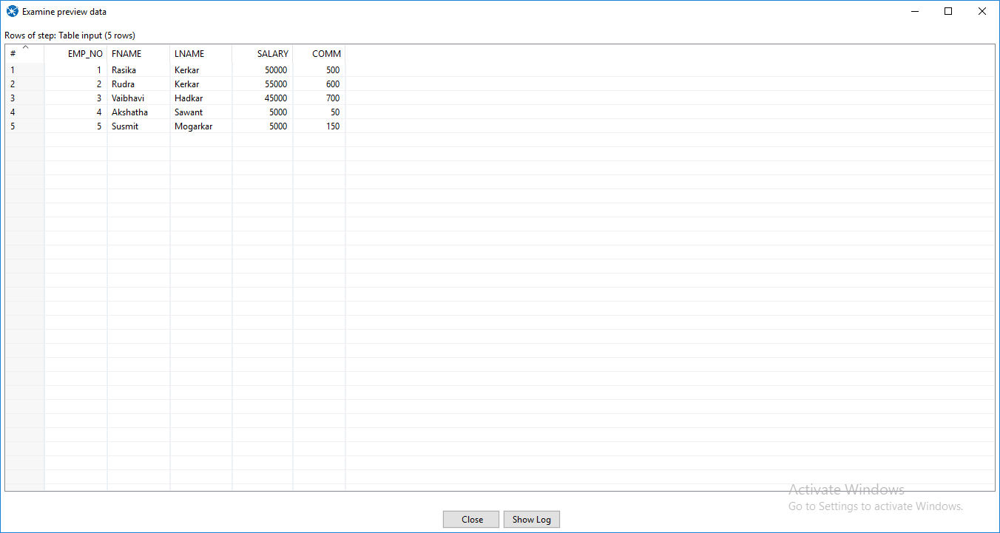 Examine preview data
Rows of step: Table input (5 rows)
# EMP_NO FNAME LNAME SALARY COMM
1 1 Rasika Kerkar 50000 500
2 2 Rudra Kerkar 55000 600
3 3 Vaibhavi Hadkar 45000 700
4 4 Akshatha Sawant 5000 50
5 5 Susmit Mogarkar 5000 150
Activate Windows
Go to Settings to activate Windows.
Close Show Log